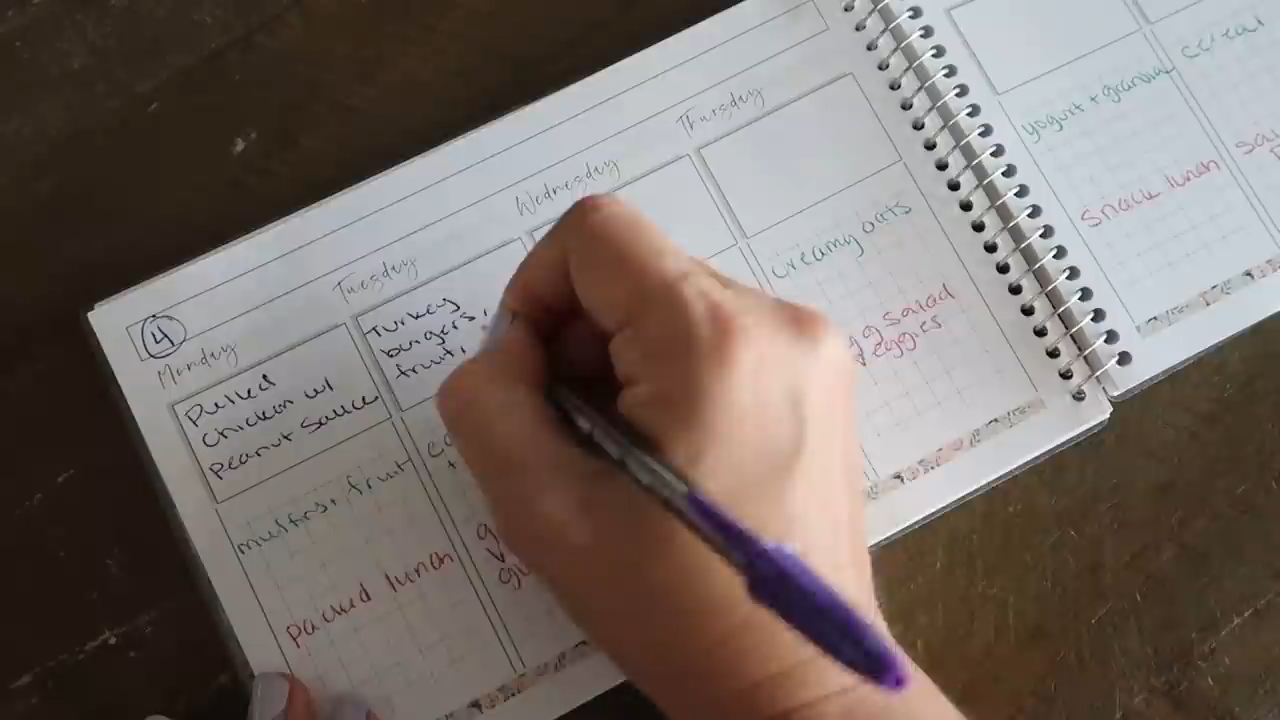 4
Monday
Pulled
Chicken w/
Peanut Sauce
muffins + fruit
packed lunch
Tuesday
Turkey
burgers,
fruit,
Wednesday
Thursday
creamy oats
salad
eggies
yogurt + granola
snack lunch
cereal